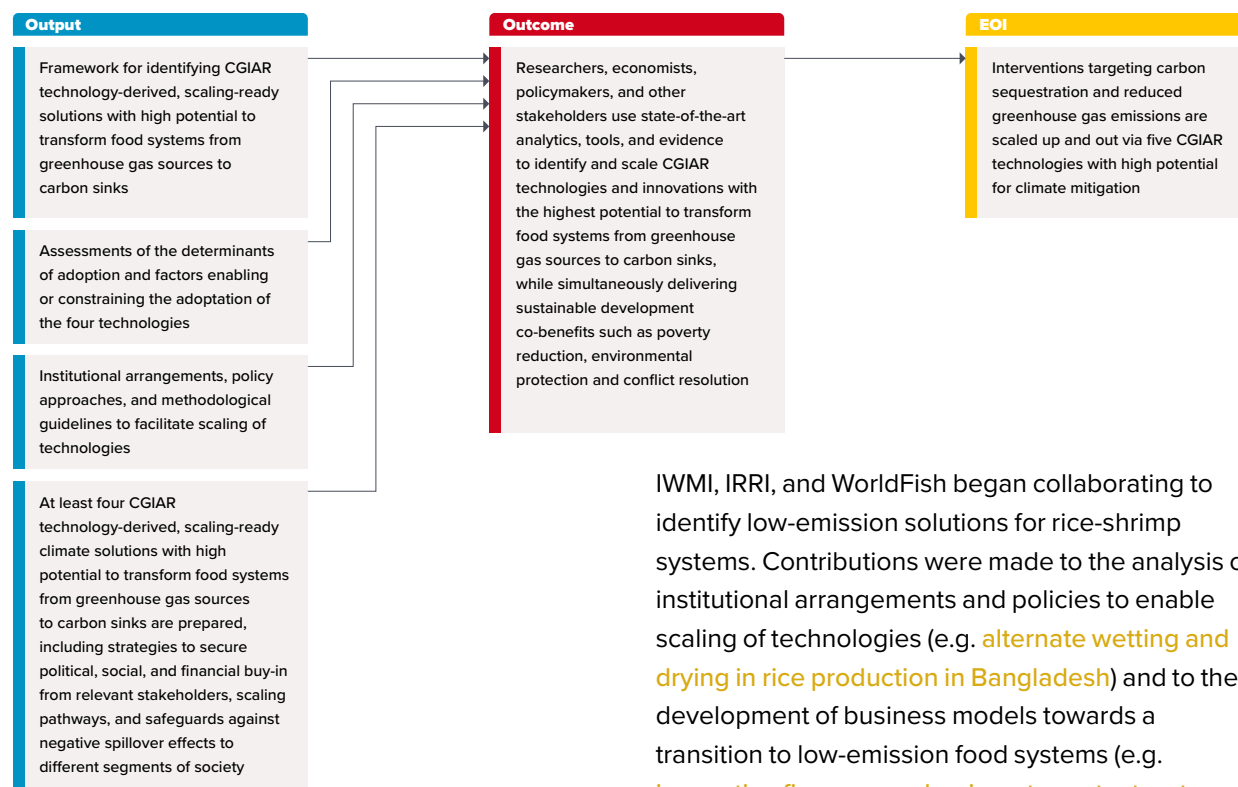 Output
Framework for identifying CGIAR
technology-derived, scaling-ready
solutions with high potential to
transform food systems from
greenhouse gas sources to
carbon sinks
Assessments of the determinants
of adoption and factors enabling
or constraining the adoptation of
the four technologies
Institutional arrangements, policy
approaches, and methodological
guidelines to facilitate scaling of
technologies
At least four CGIAR
technology-derived, scaling-ready
climate solutions with high
potential to transform food systems
from greenhouse gas sources
to carbon sinks are prepared,
including strategies to secure
political, social, and financial buy-in
from relevant stakeholders, scaling
pathways, and safeguards against
negative spillover effects to
different segments of society
Outcome
Researchers, economists,
policymakers, and other
stakeholders use state-of-the-art
analytics, tools, and evidence
to identify and scale CGIAR
technologies and innovations with
the highest potential to transform
food systems from greenhouse
gas sources to carbon sinks,
while simultaneously delivering
sustainable development
co-benefits such as poverty
reduction, environmental
protection and conflict resolution
EOI
Interventions targeting carbon
sequestration and reduced
greenhouse gas emissions are
scaled up and out via five CGIAR
technologies with high potential
for climate mitigation
IWMI, IRRI, and WorldFish began collaborating to
identify low-emission solutions for rice-shrimp
systems. Contributions were made to the analysis
institutional arrangements and policies to enable
scaling of technologies (e.g. alternate wetting and
drying in rice production in Bangladesh) and to the
development of business models towards a
transition to low-emission food systems (e.g.